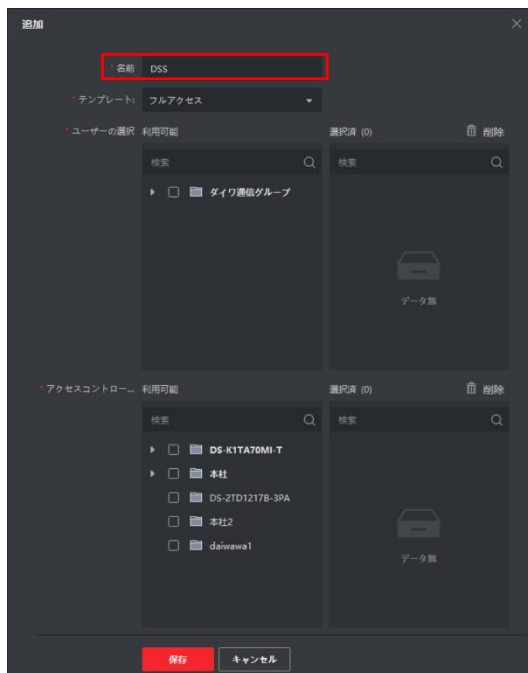 追加
*名前 DSS
*テンプレート: フルアクセス
*ユーザーの選択 利用可能 選択済 (0) 削除
検索 検索
ダイワ通信グループ
データ無
*アクセスコントロー... 利用可能 選択済 (0) 削除
検索 検索
DS-K1TA70MI-T
本社
DS-2TD1217B-3PA
本社2
daiwawa1
データ無
保存 キャンセル